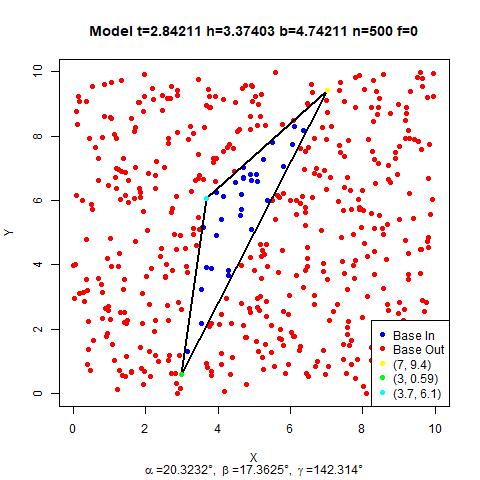 Model t=2.84211 h=3.37403 b=4.74211 n=500 f=0
10
8
6
4
2
0
Y
Base In
Base Out
(7, 9.4)
(3, 0.59)
(3.7, 6.1)
0 2 4 6 8 10
X
α=20.3232°, β=17.3625°, γ=142.314°